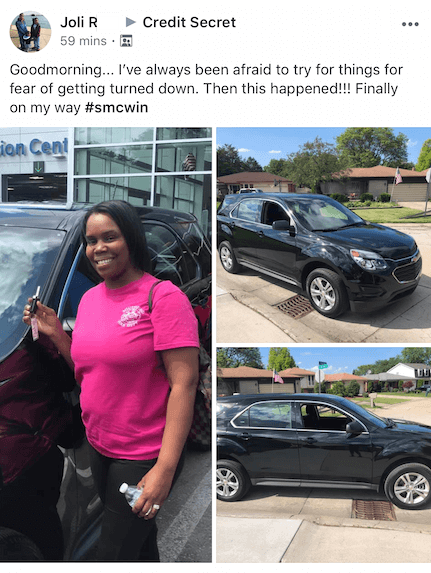 Joli R ▶ Credit Secret
59 mins ·
Goodmorning... I’ve always been afraid to try for things for
fear of getting turned down. Then this happened!!! Finally
on my way #smcwin
ion Cent